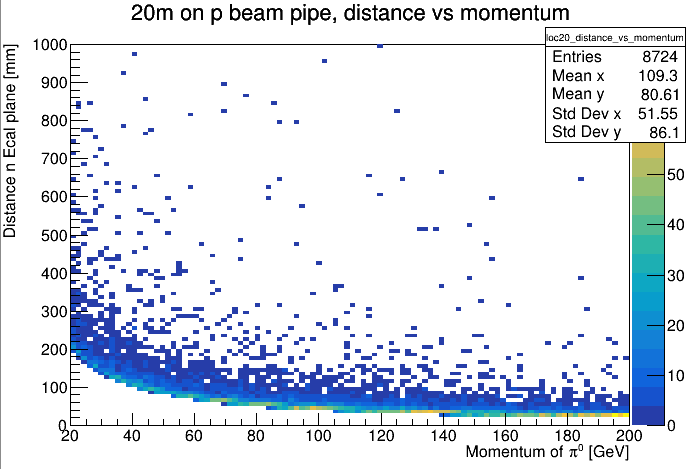 20m on p beam pipe, distance vs momentum
loc20_distance_vs_momentum
Entries 8724
Mean x 109.3
Mean y 80.61
Std Dev x 51.55
Std Dev y 86.1
Distance n Ecal plane [mm]
1000
900
800
700
600
500
400
300
200
100
0
50
40
30
20
10
0
20 40 60 80 100 120 140 160 180 200
Momentum of π⁰ [GeV]